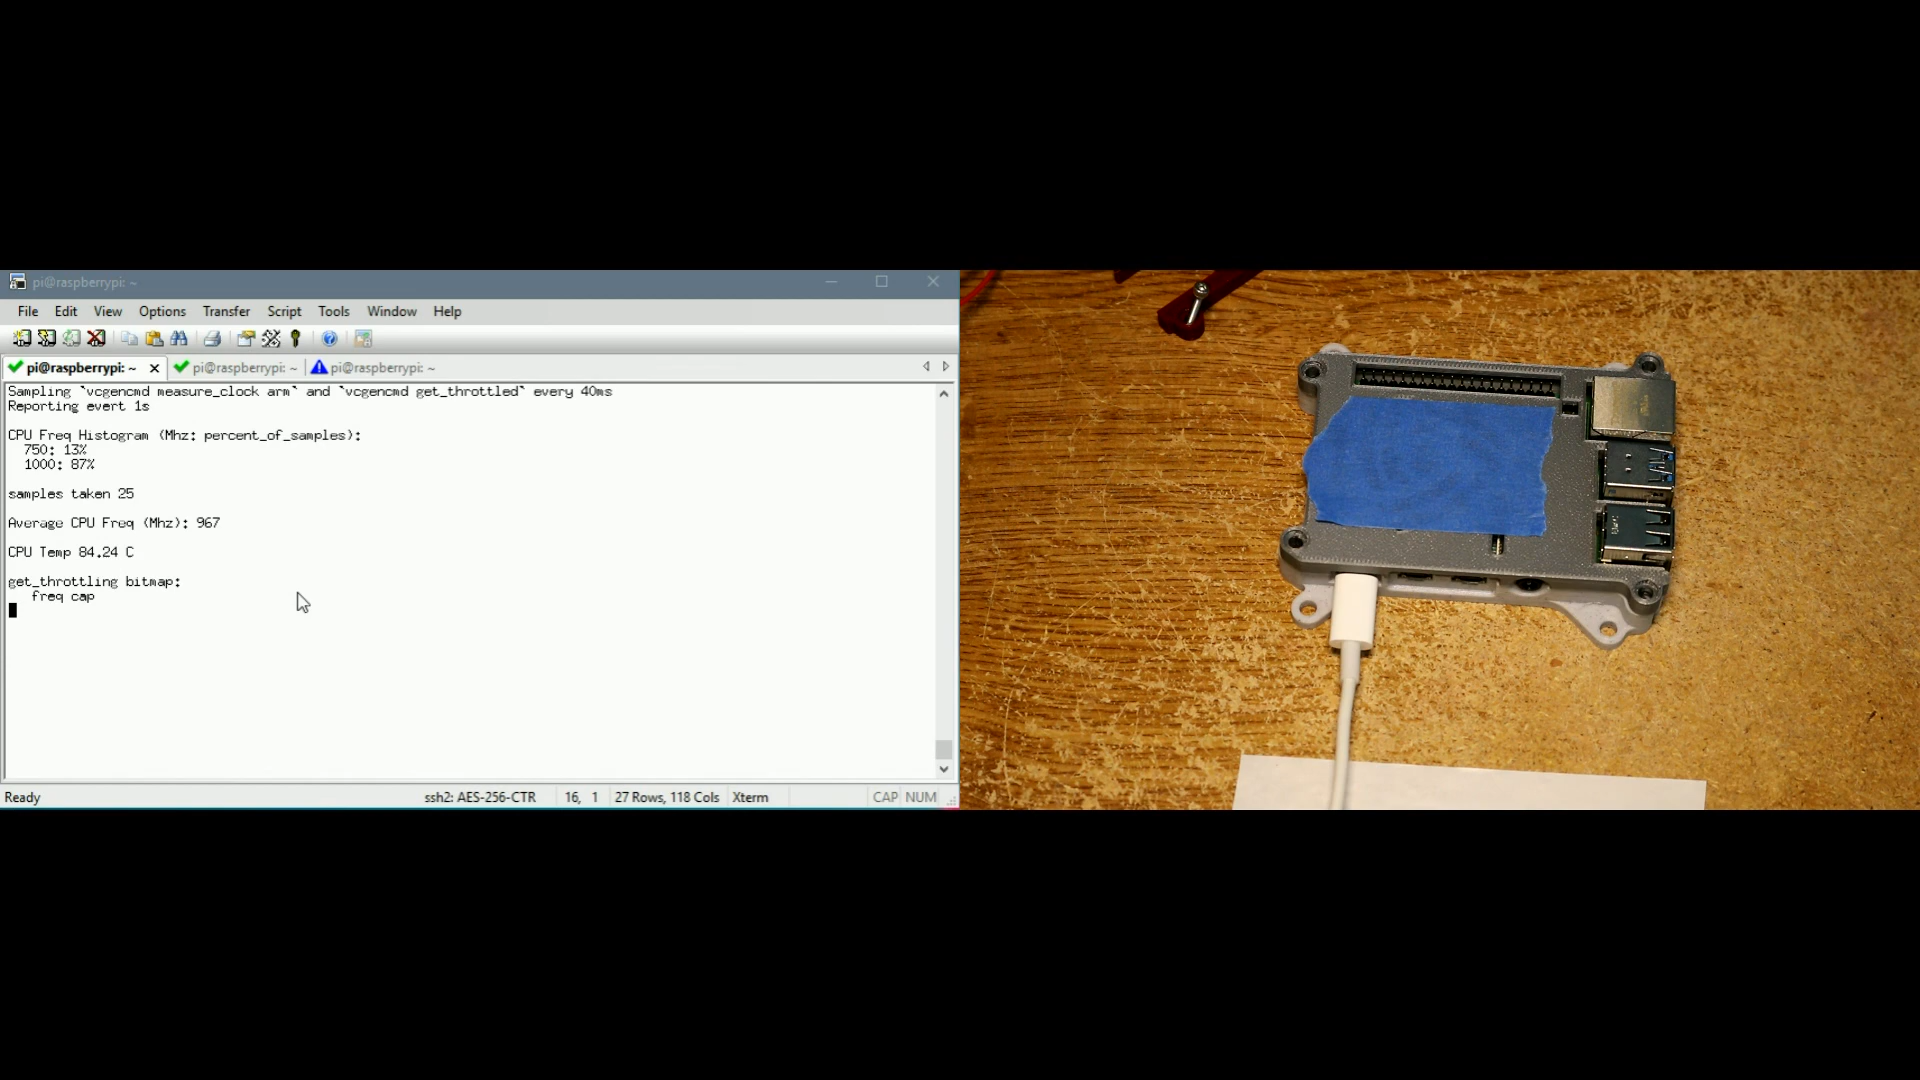 pi@raspberrypi: ~
File Edit View Options Transfer Script Tools Window Help
pi@raspberrypi: ~ pi@raspberrypi: ~ pi@raspberrypi: ~
Sampling `vcgencmd measure_clock arm` and `vcgencmd get_throttled` every 40ms
Reporting evert 1s
CPU Freq Histogram (Mhz: percent_of_samples):
750: 13%
1000: 87%
samples taken 25
Average CPU Freq (Mhz): 967
CPU Temp 84.24 C
get_throttling bitmap:
freq cap
Ready ssh2: AES-256-CTR 16, 1 27 Rows, 118 Cols Xterm CAP NUM